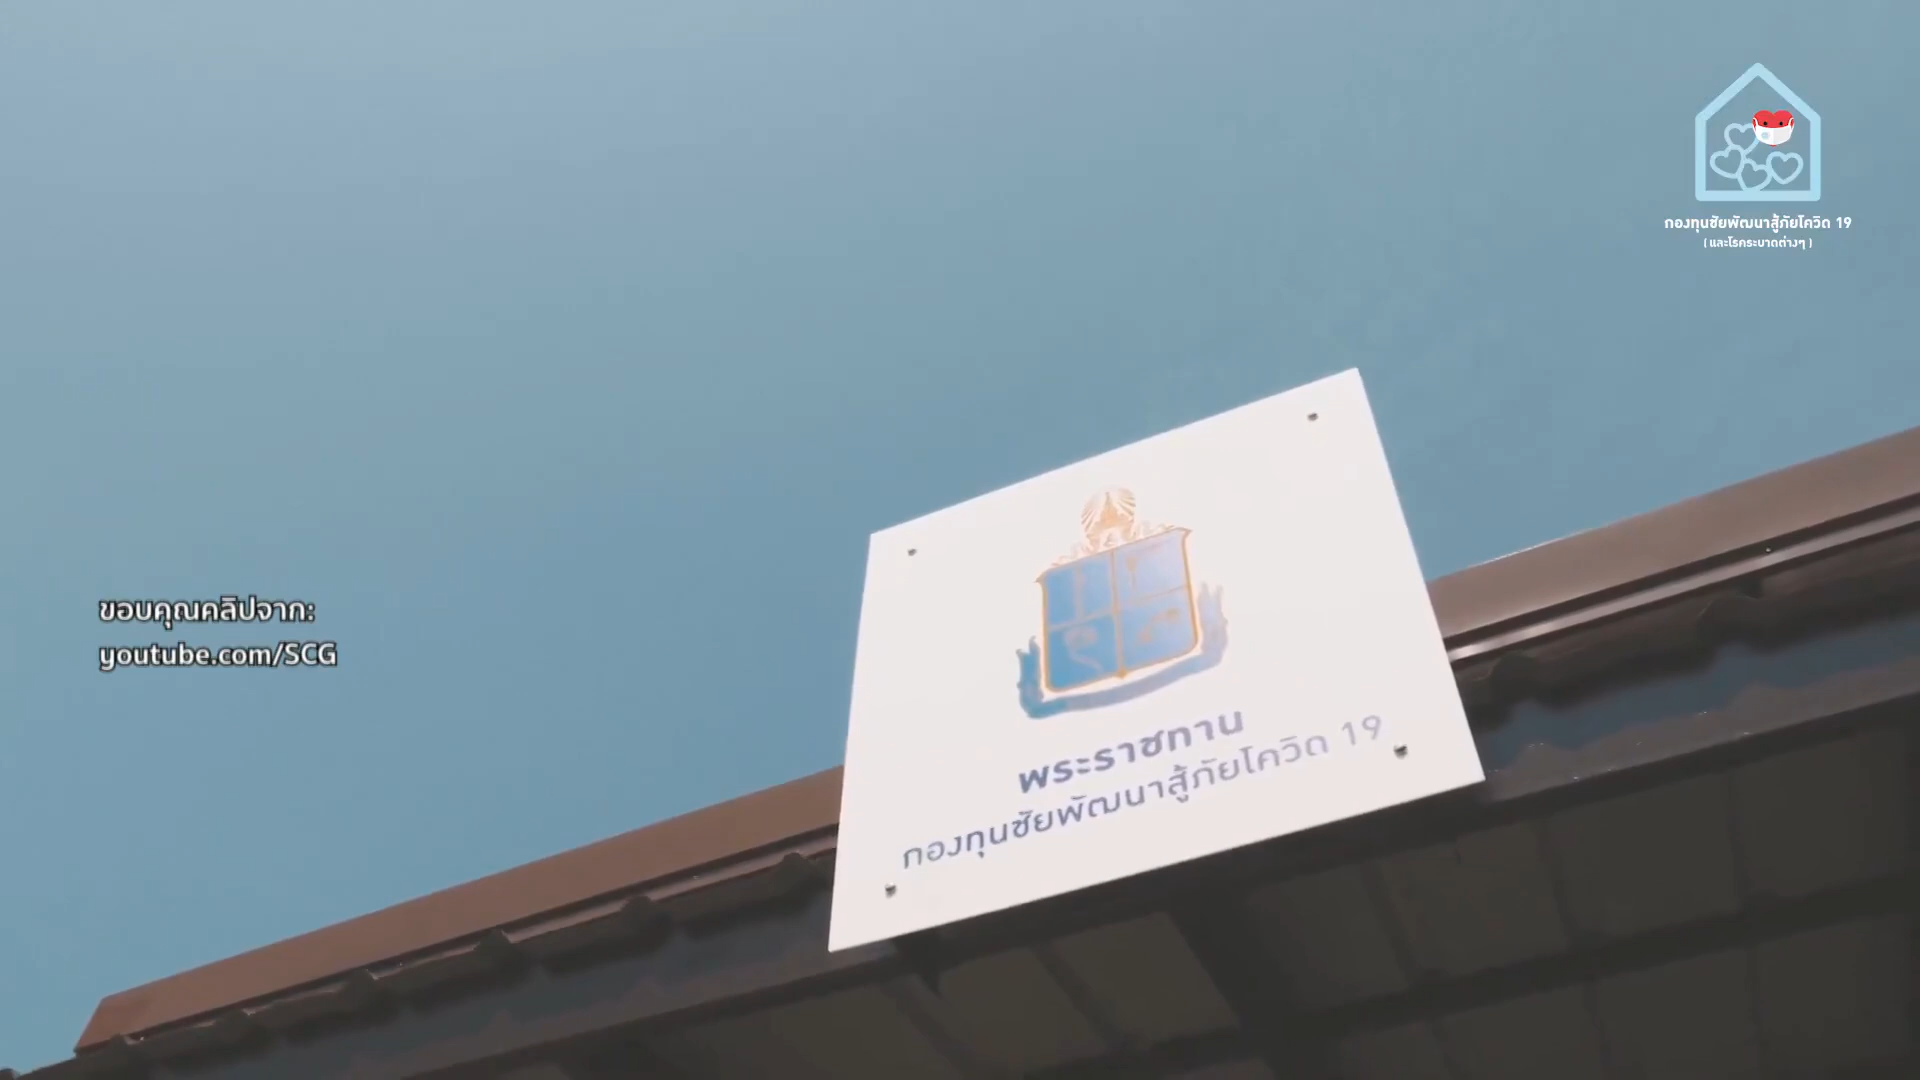 กองทุนชัยพัฒนาสู้ภัยโควิด 19
(และโรคระบาดต่างๆ)
ขอบคุณคลิปจาก:
youtube.com/SCG
พระราชทาน
กองทุนชัยพัฒนาสู้ภัยโควิด 19